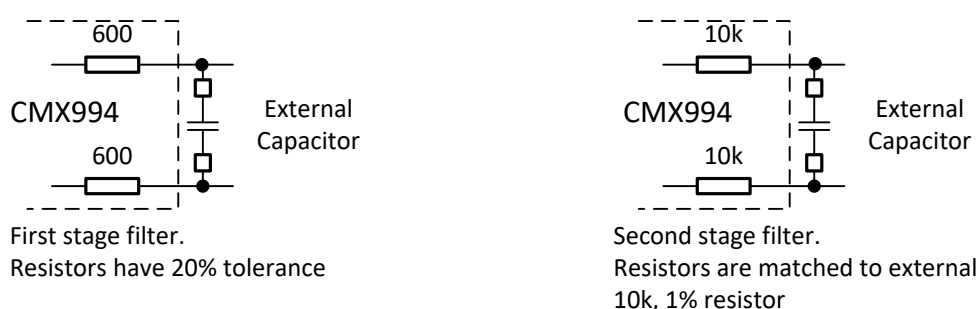 600
CMX994
External
Capacitor
600
First stage filter.
Resistors have 20% tolerance
10k
CMX994
External
Capacitor
10k
Second stage filter.
Resistors are matched to external
10k, 1% resistor